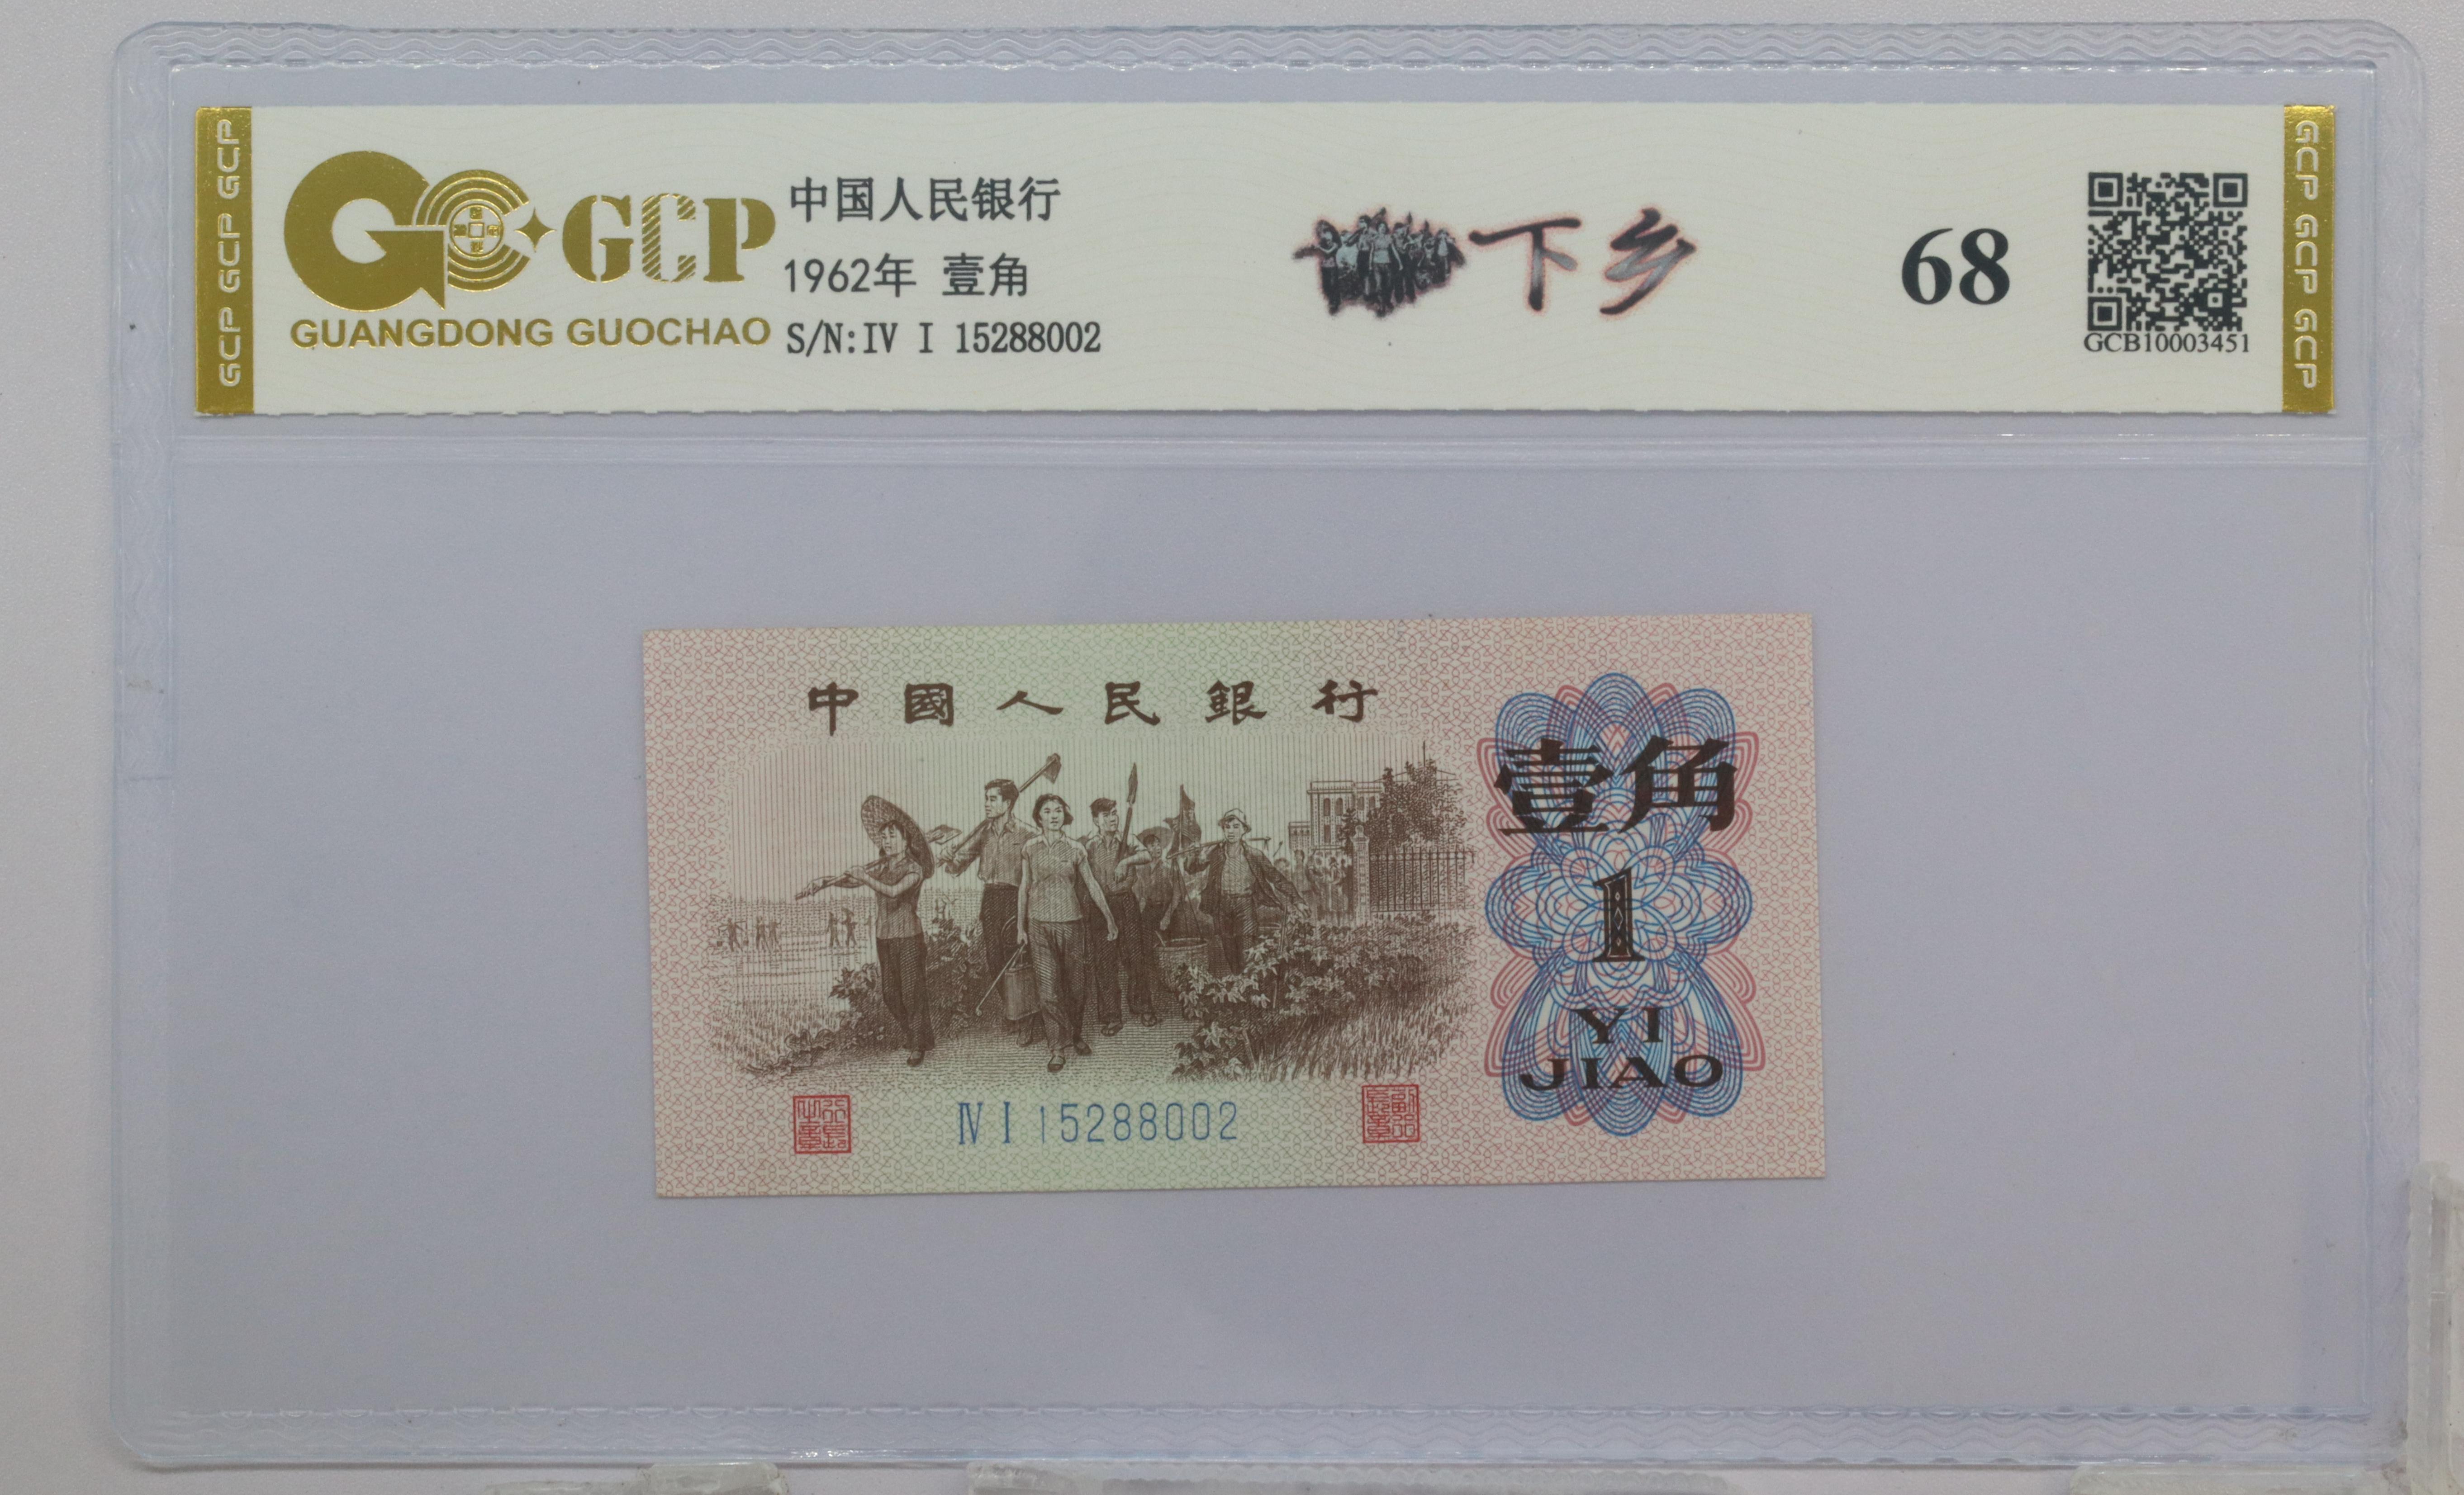 GCP GCP GCP
GCP
GUANGDONG GUOCHAO
中国人民银行
1962年 壹角
S/N:IV I 15288002
下乡
68
GCB10003451
GCP GCP GCP
中國人民銀行
壹角
1
YI
JIAO
Ⅳ Ⅰ 15288002